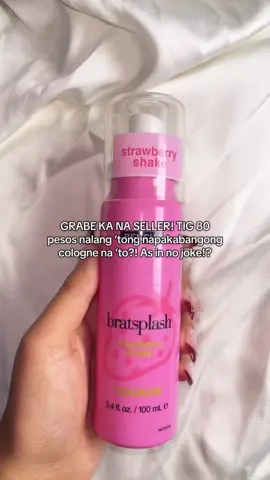 strawberry
shake
GRABE KA NA SELLER! TIG 80
pesos nalang 'tong napakabangong
cologne na 'to?! As in no joke!?
bratsplash
3.4 fl.oz. / 100 mL e